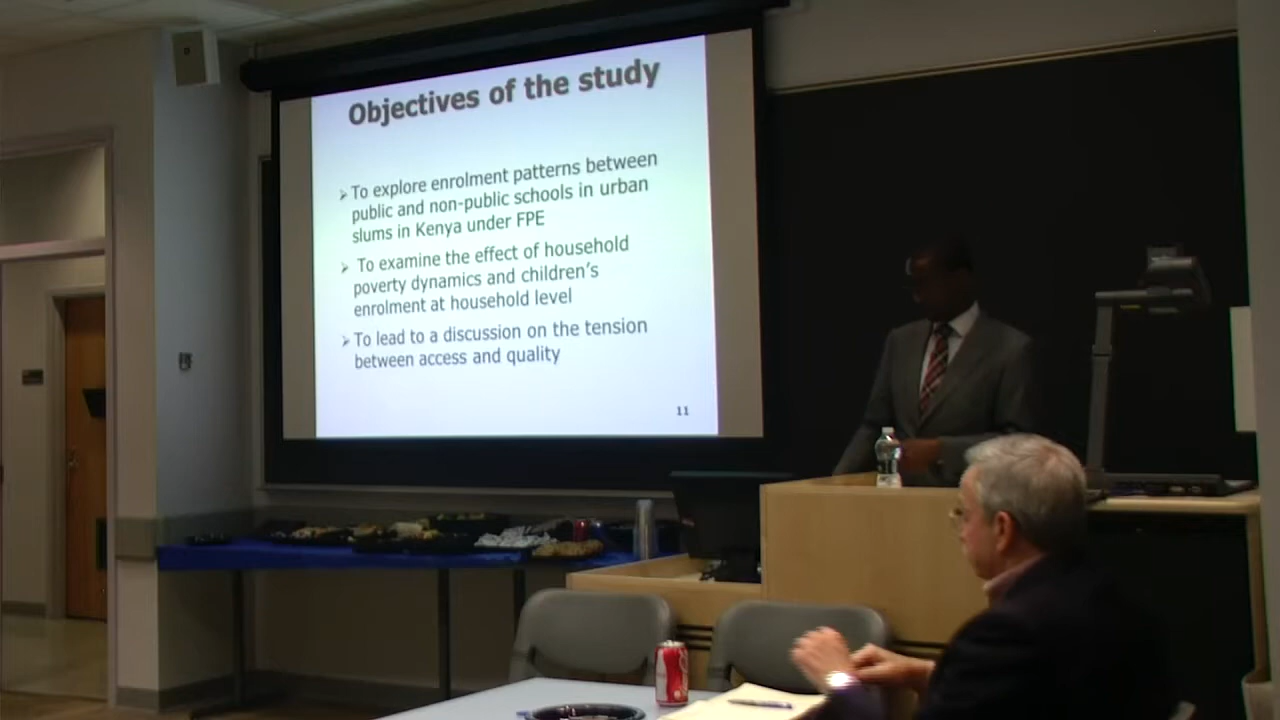 Objectives of the study
➢ To explore enrolment patterns between
public and non-public schools in urban
slums in Kenya under FPE
➢ To examine the effect of household
poverty dynamics and children's
enrolment at household level
➢ To lead to a discussion on the tension
between access and quality
11